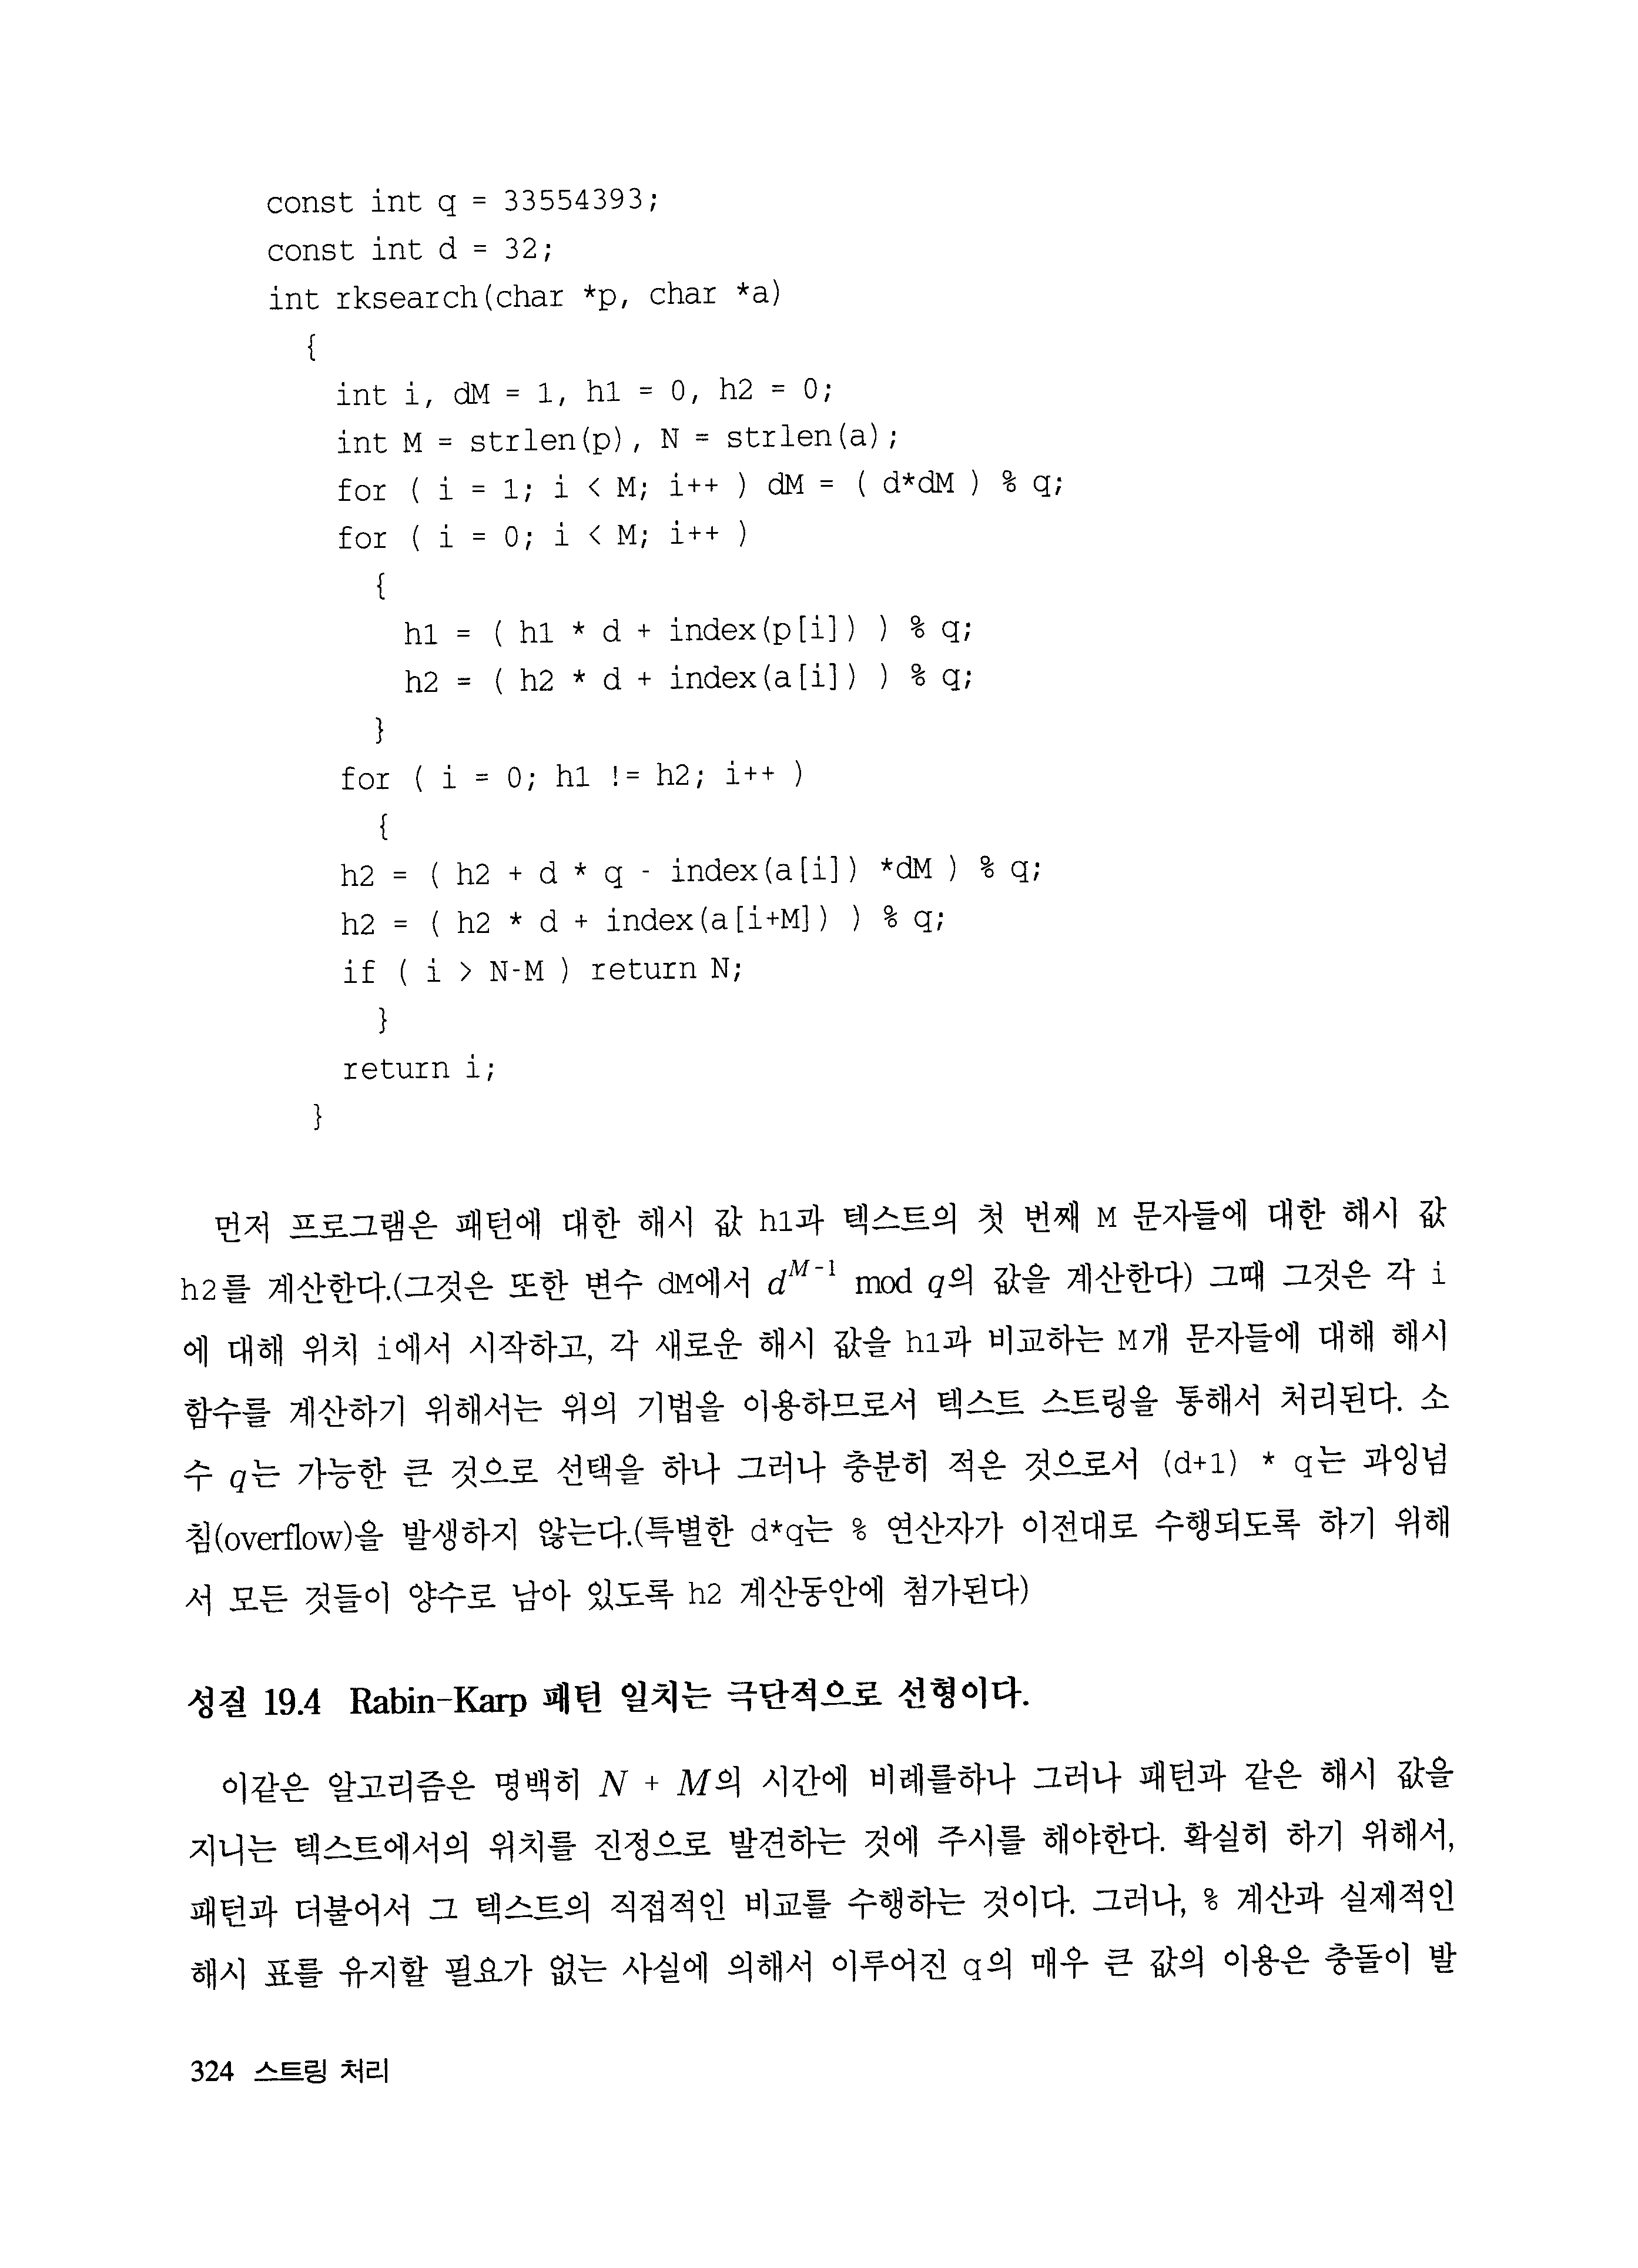 const int q = 33554393;
const int d = 32;
int rksearch(char *p, char *a)
{
int i, dM = 1, h1 = 0, h2 = 0;
int M = strlen(p), N = strlen(a);
for ( i = 1; i < M; i++ ) dM = ( d*dM ) % q;
for ( i = 0; i < M; i++ )
{
h1 = ( h1 * d + index(p[i]) ) % q;
h2 = ( h2 * d + index(a[i]) ) % q;
}
for ( i = 0; h1 != h2; i++ )
{
h2 = ( h2 + d * q - index(a[i]) *dM ) % q;
h2 = ( h2 * d + index(a[i+M]) ) % q;
if ( i > N-M ) return N;
}
return i;
}
먼저 프로그램은 패턴에 대한 해시 값 h1과 텍스트의 첫 번째 M 문자들에 대한 해시 값
h2를 계산한다.(그것은 또한 변수 dM에서 d^{M-1} mod q의 값을 계산한다) 그때 그것은 각 i
에 대해 위치 i에서 시작하고, 각 새로운 해시 값을 h1과 비교하는 M개 문자들에 대해 해시
함수를 계산하기 위해서는 위의 기법을 이용하므로서 텍스트 스트링을 통해서 처리된다. 소
수 q는 가능한 큰 것으로 선택을 하나 그러나 충분히 적은 것으로서 (d+1) * q는 과잉넘
침(overflow)을 발생하지 않는다.(특별한 d*q는 % 연산자가 이전대로 수행되도록 하기 위해
서 모든 것들이 양수로 남아 있도록 h2 계산동안에 첨가된다)
성질 19.4 Rabin-Karp 패턴 일치는 극단적으로 선형이다.
이같은 알고리즘은 명백히 N + M의 시간에 비례를하나 그러나 패턴과 같은 해시 값을
지니는 텍스트에서의 위치를 진정으로 발견하는 것에 주시를 해야한다. 확실히 하기 위해서,
패턴과 더불어서 그 텍스트의 직접적인 비교를 수행하는 것이다. 그러나, % 계산과 실제적인
해시 표를 유지할 필요가 없는 사실에 의해서 이루어진 q의 매우 큰 값의 이용은 충돌이 발
324 스트링 처리